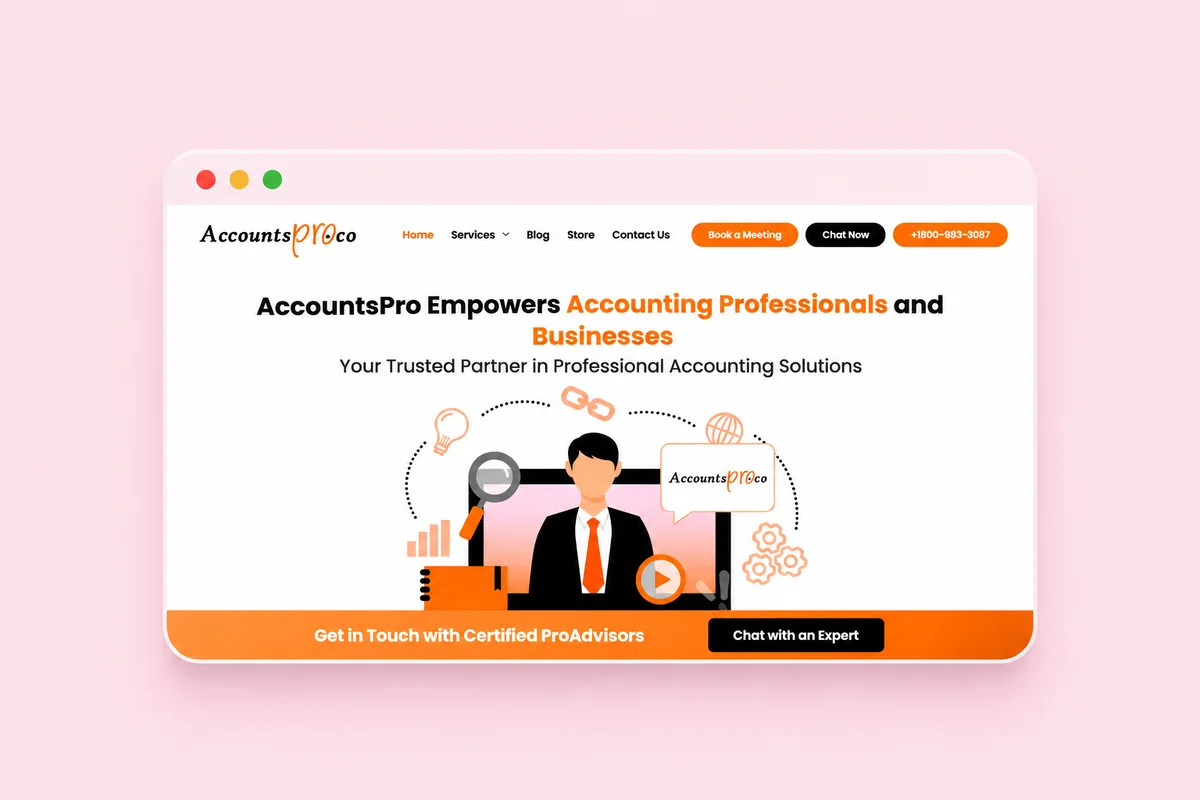 Accountsproco
Home Services Blog Store Contact Us Book a Meeting Chat Now +1800-983-3087
AccountsPro Empowers Accounting Professionals and
Businesses
Your Trusted Partner in Professional Accounting Solutions
Accountsproco
Get in Touch with Certified ProAdvisors Chat with an Expert